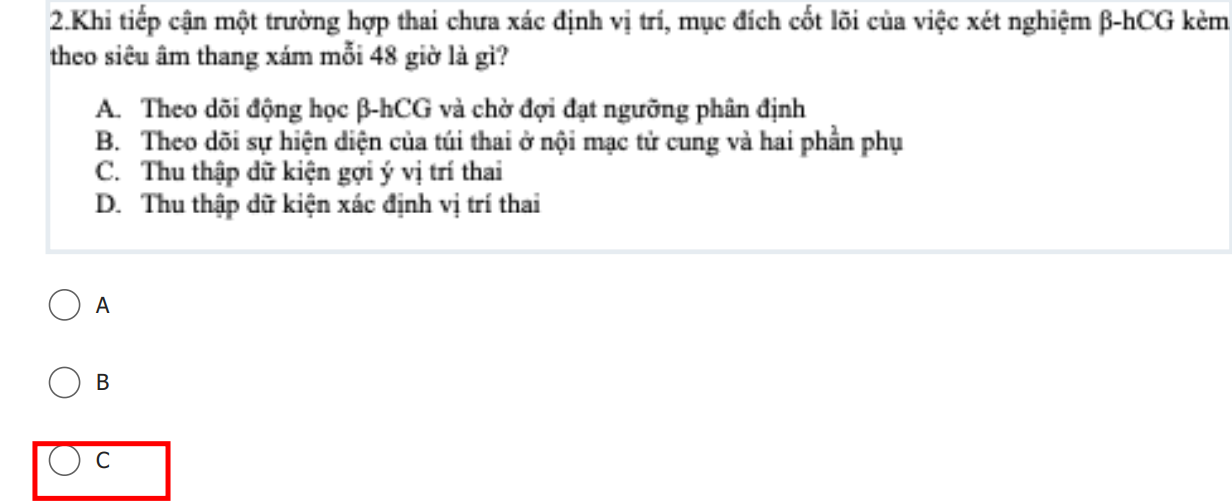 2.Khi tiếp cận một trường hợp thai chưa xác định vị trí, mục đích cốt lõi của việc xét nghiệm β-hCG kèm
theo siêu âm thang xám mỗi 48 giờ là gì?
A. Theo dõi động học β-hCG và chờ đợi đạt ngưỡng phân định
B. Theo dõi sự hiện diện của túi thai ở nội mạc tử cung và hai phần phụ
C. Thu thập dữ kiện gợi ý vị trí thai
D. Thu thập dữ kiện xác định vị trí thai
A
B
C